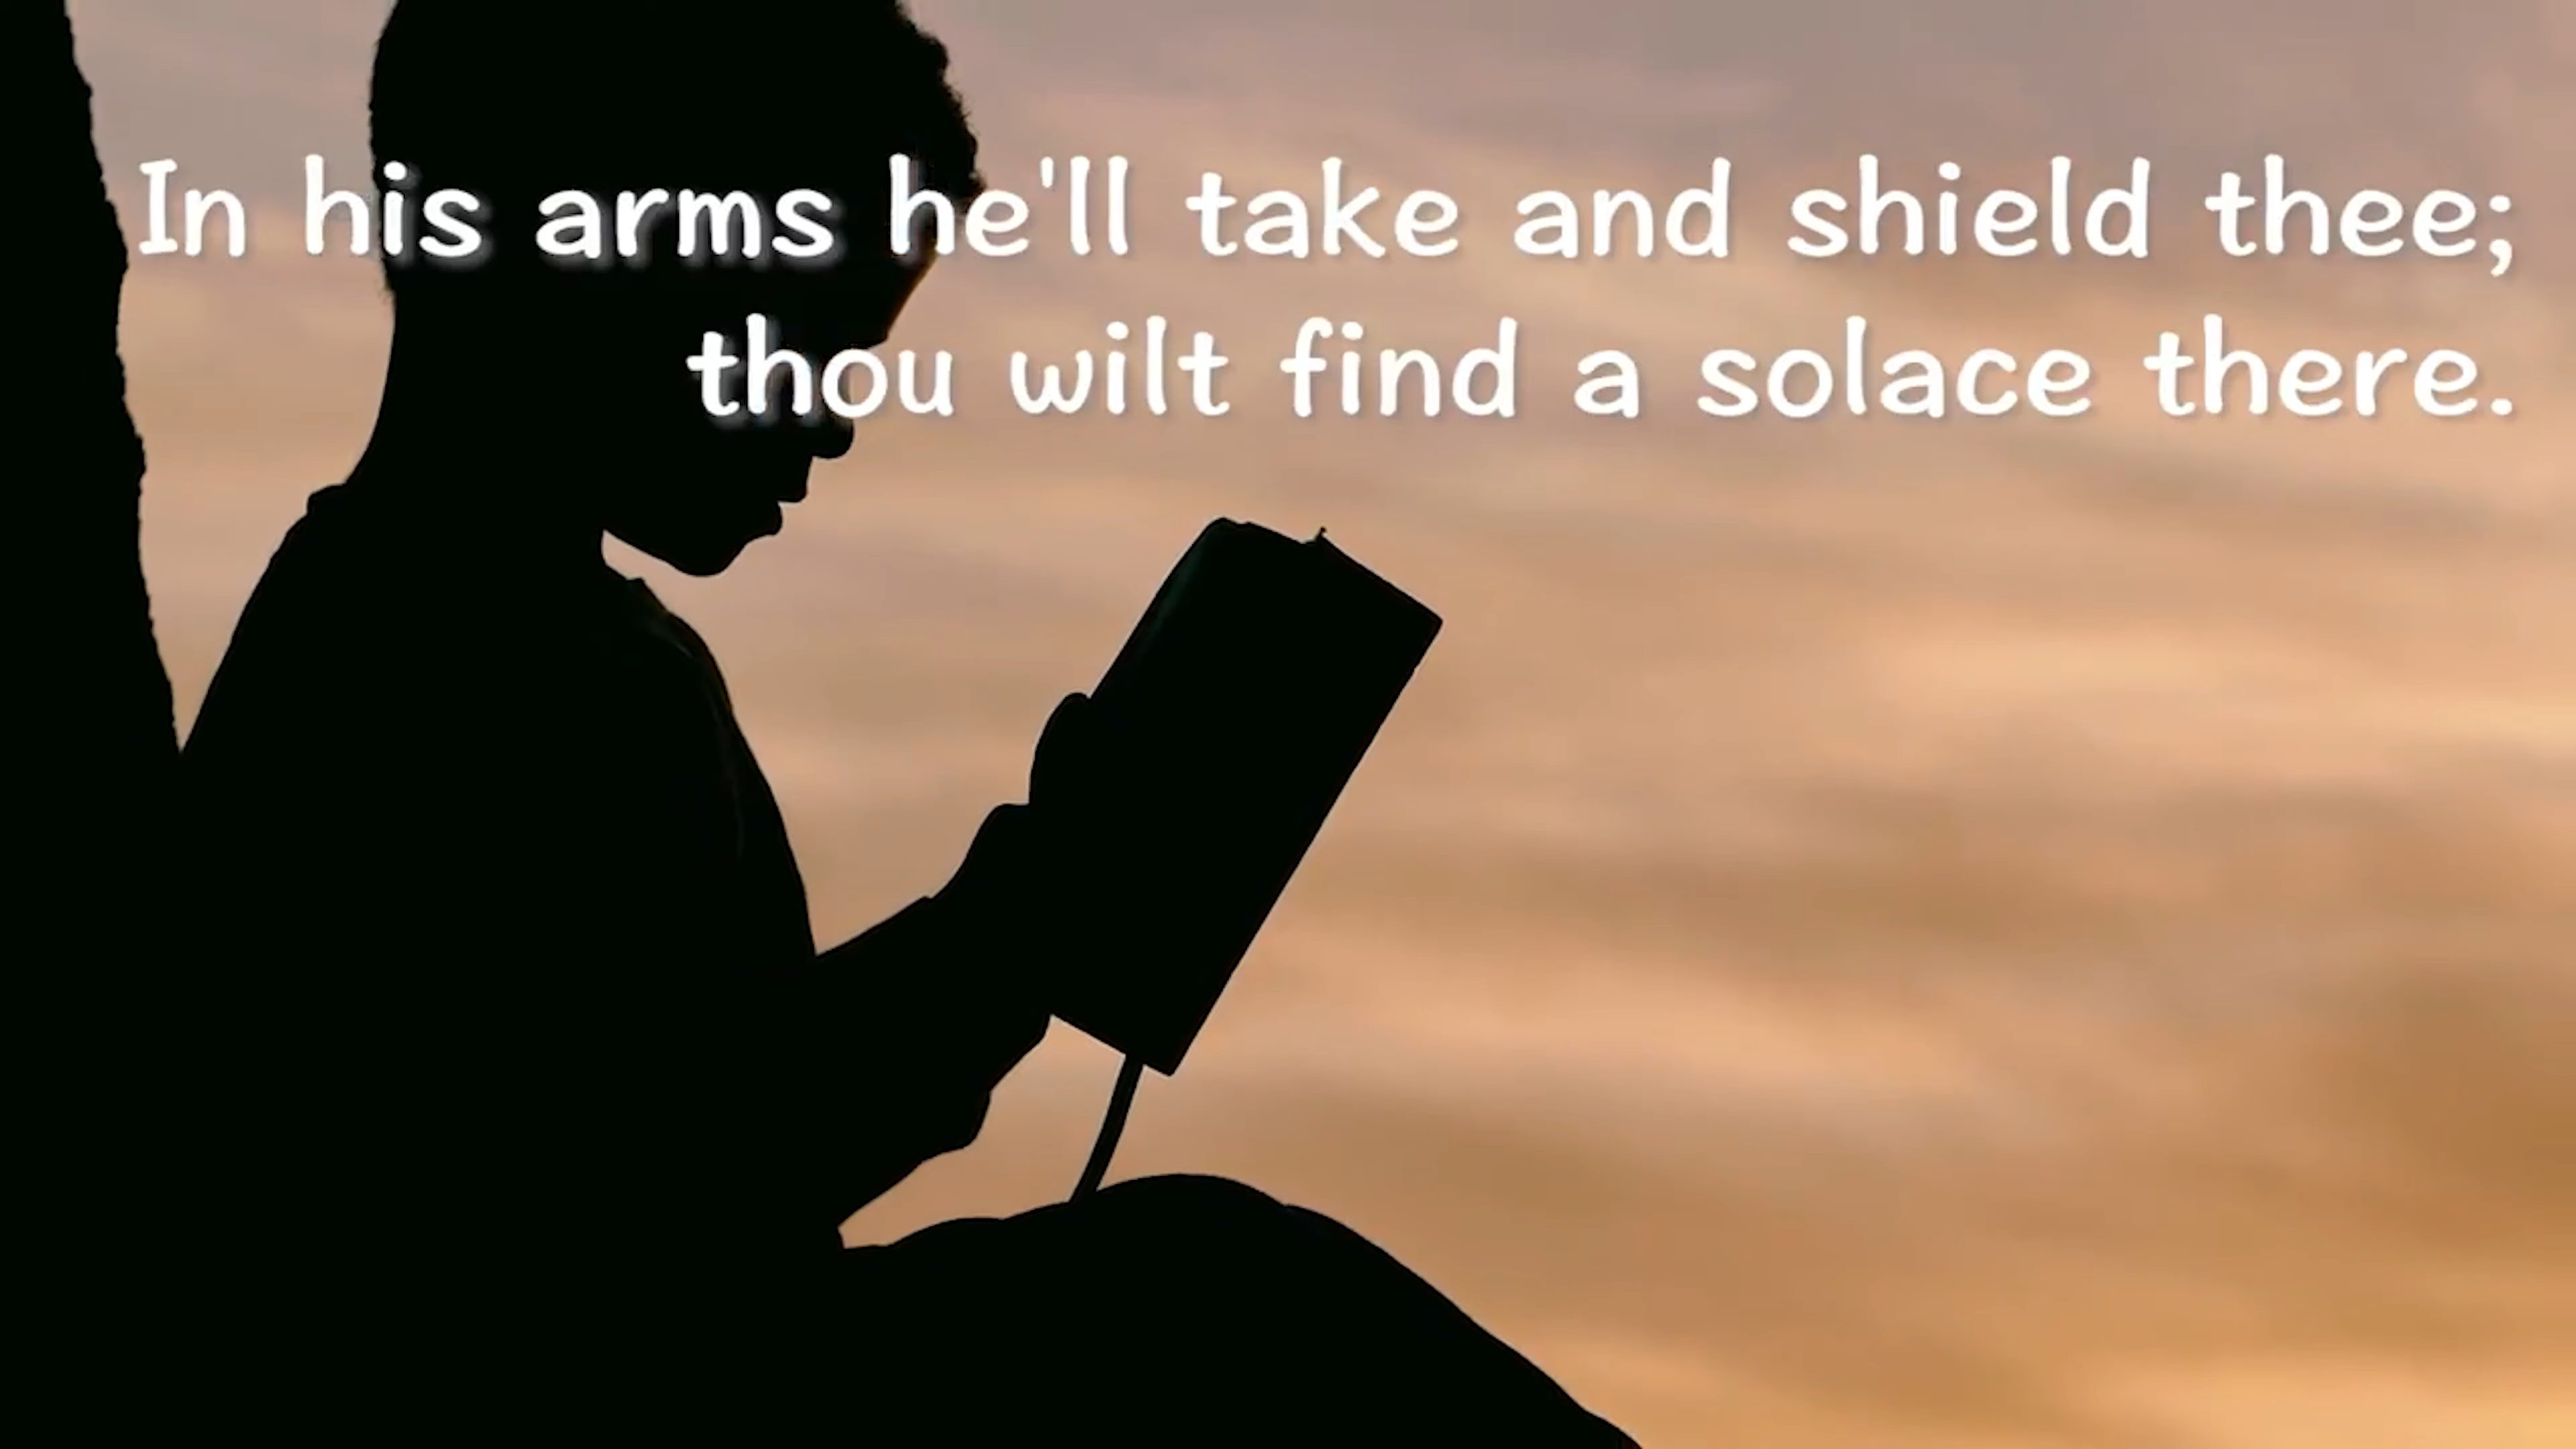 In his arms he'll take and shield thee;
thou wilt find a solace there.